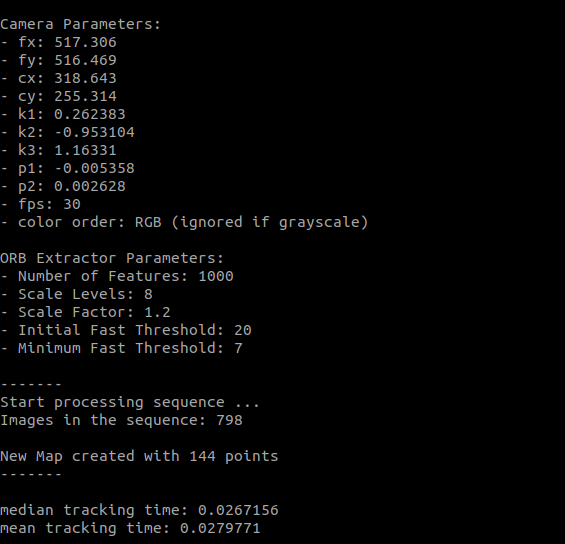 Camera Parameters:
- fx: 517.306
- fy: 516.469
- cx: 318.643
- cy: 255.314
- k1: 0.262383
- k2: -0.953104
- k3: 1.16331
- p1: -0.005358
- p2: 0.002628
- fps: 30
- color order: RGB (ignored if grayscale)
ORB Extractor Parameters:
- Number of Features: 1000
- Scale Levels: 8
- Scale Factor: 1.2
- Initial Fast Threshold: 20
- Minimum Fast Threshold: 7
-------
Start processing sequence ...
Images in the sequence: 798
New Map created with 144 points
-------
median tracking time: 0.0267156
mean tracking time: 0.0279771